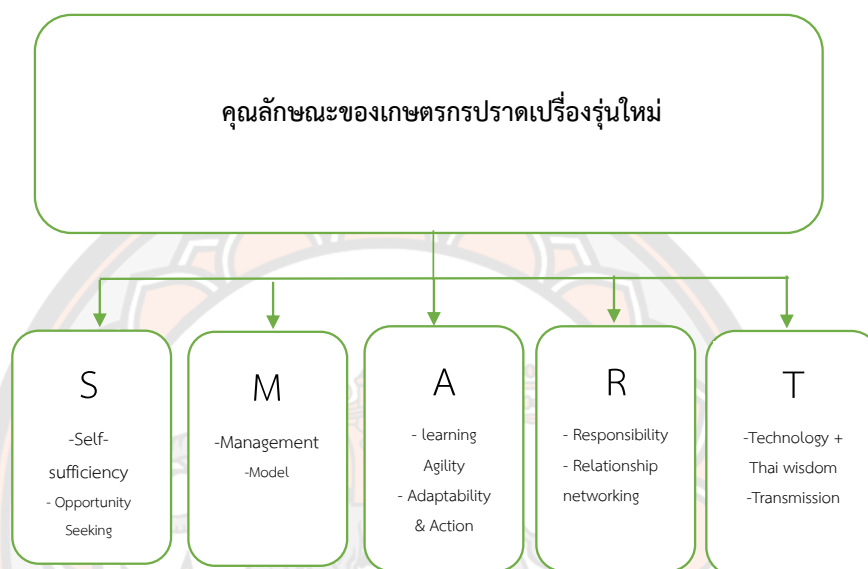 คุณลักษณะของเกษตรกรปราดเปรื่องรุ่นใหม่
S
-Self-
sufficiency
- Opportunity
Seeking
M
-Management
-Model
A
- learning
Agility
- Adaptability
& Action
R
- Responsibility
- Relationship
networking
T
-Technology +
Thai wisdom
-Transmission